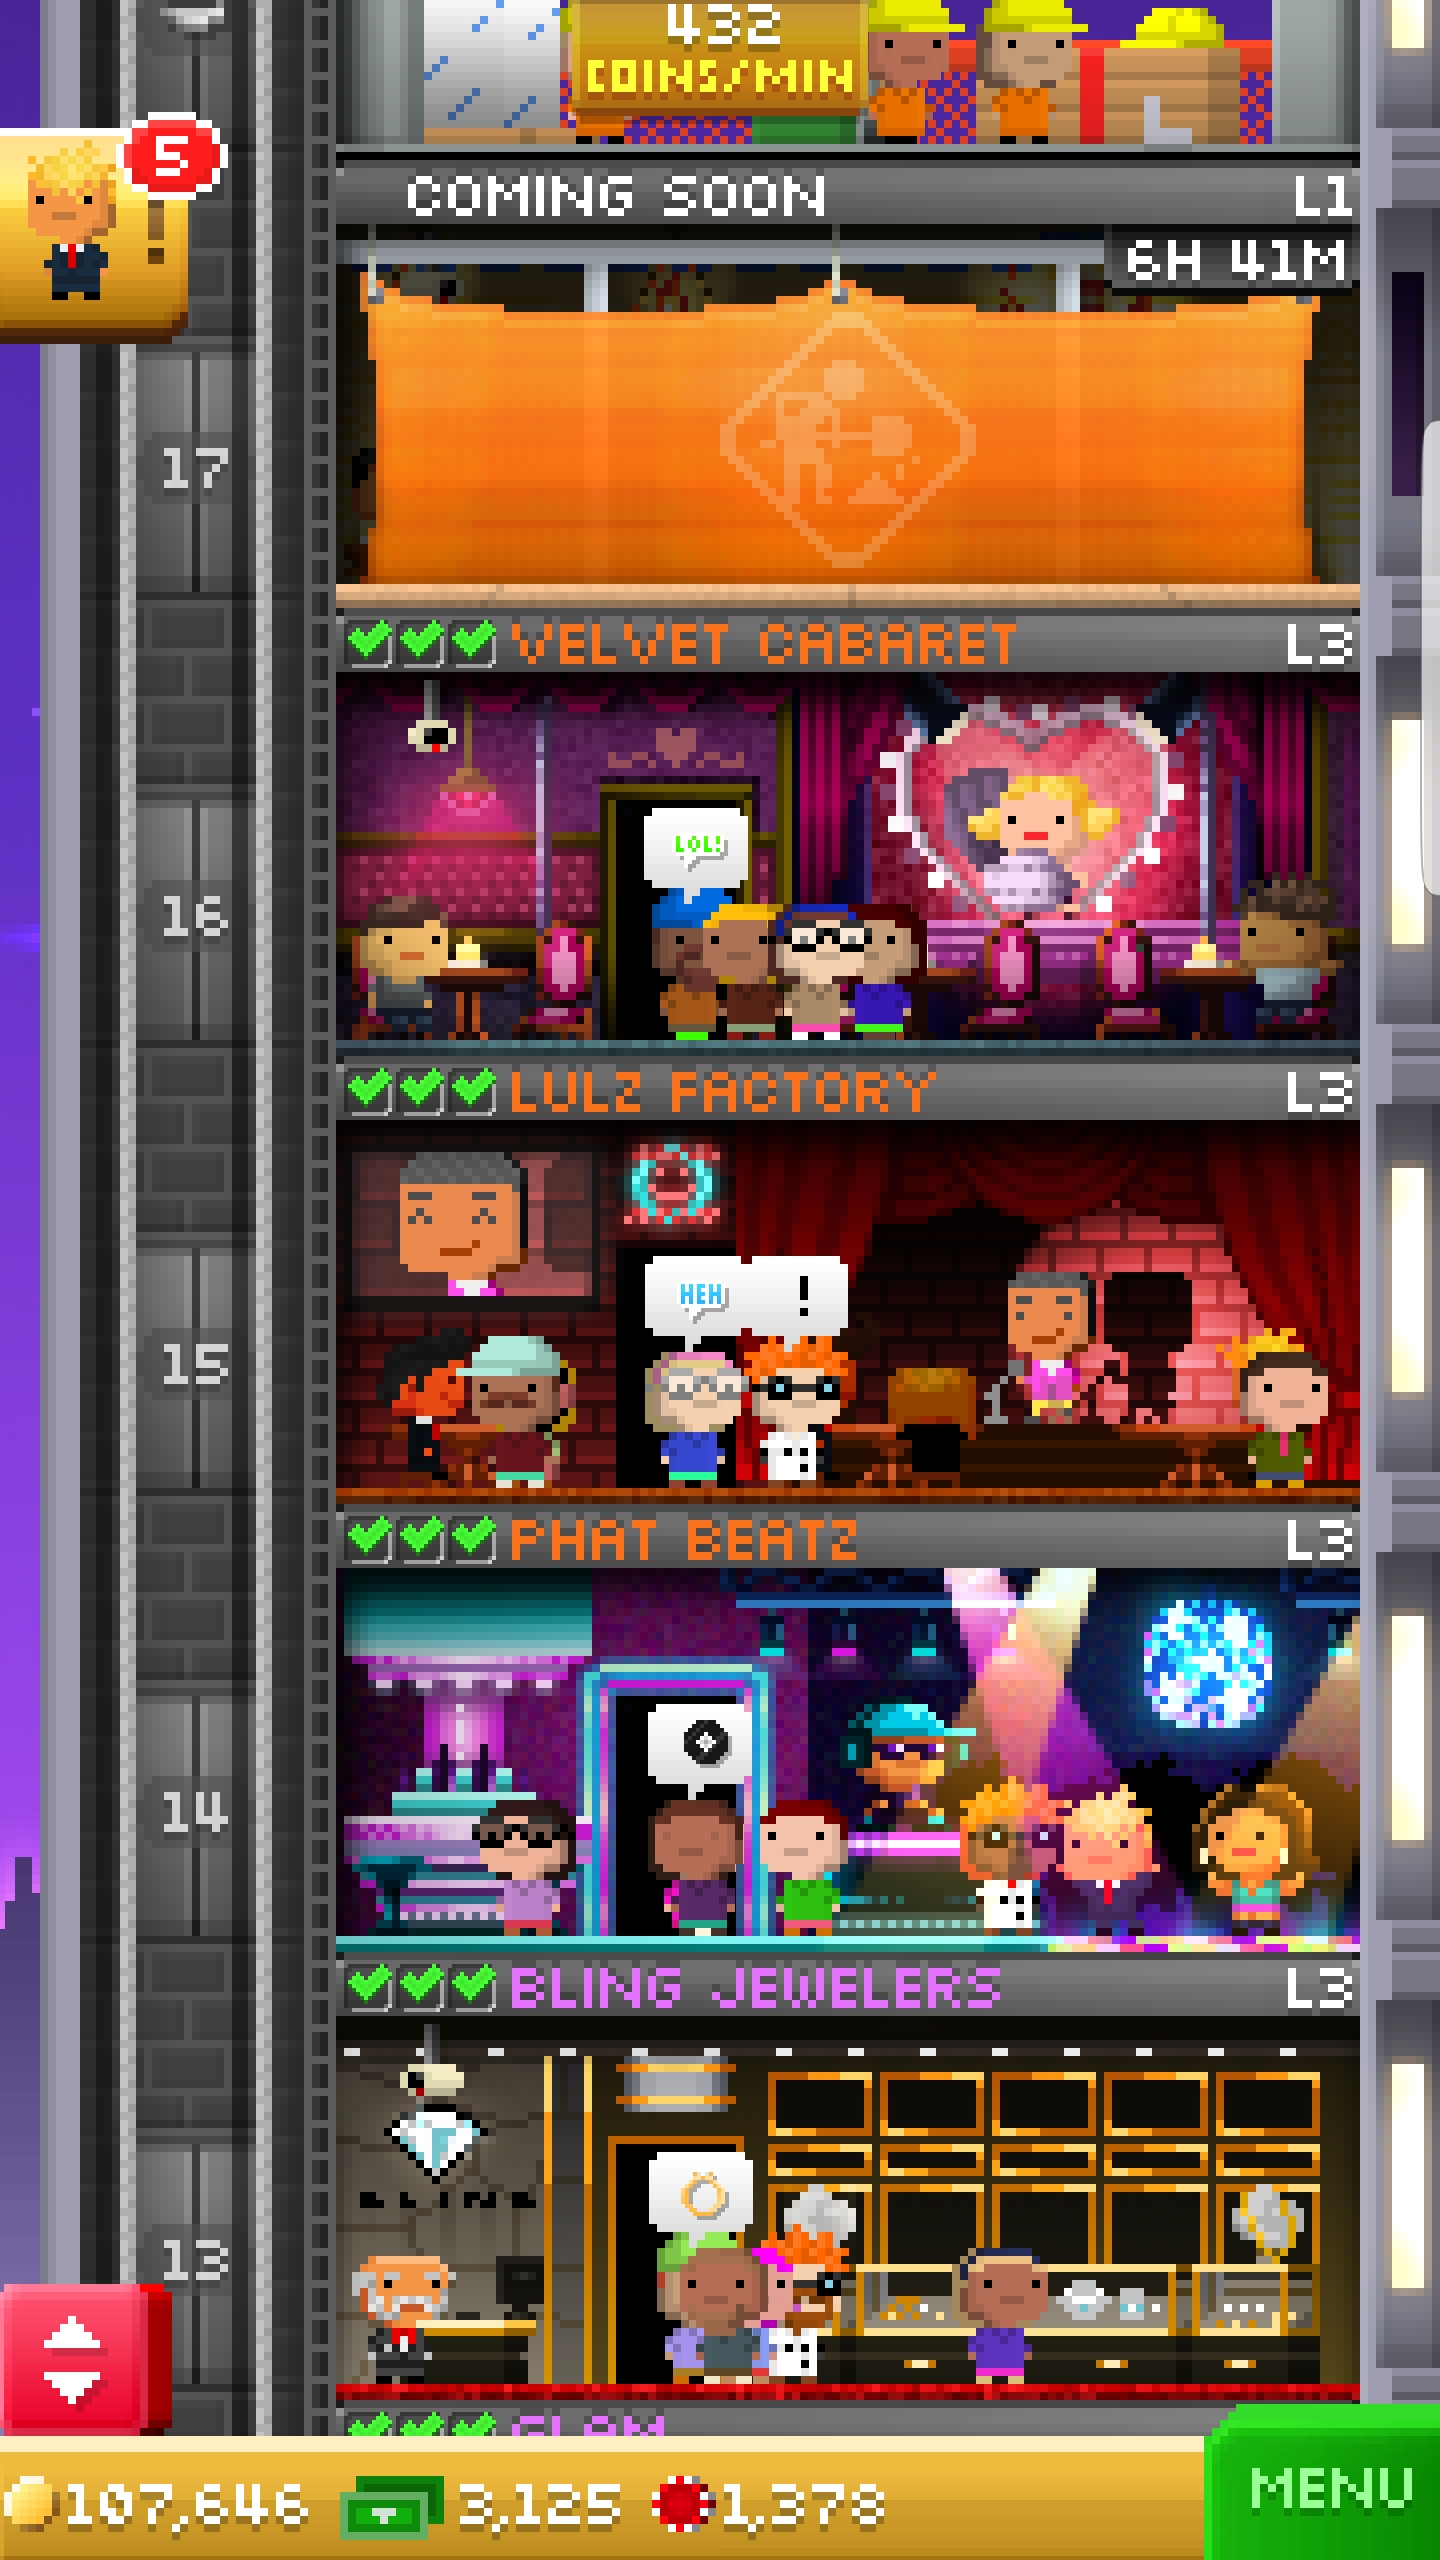 432
COINS/MIN
5
!
COMING SOON L1
6H 41M
17
✓✓✓ VELVET CABARET L3
LOL!
16
✓✓✓ LULZ FACTORY L3
HEH !
15
✓✓✓ PHAT BEATZ L3
14
✓✓✓ BLING JEWELERS L3
BLING
13
✓✓✓ GLAM
107,646 3,125 1,378
MENU